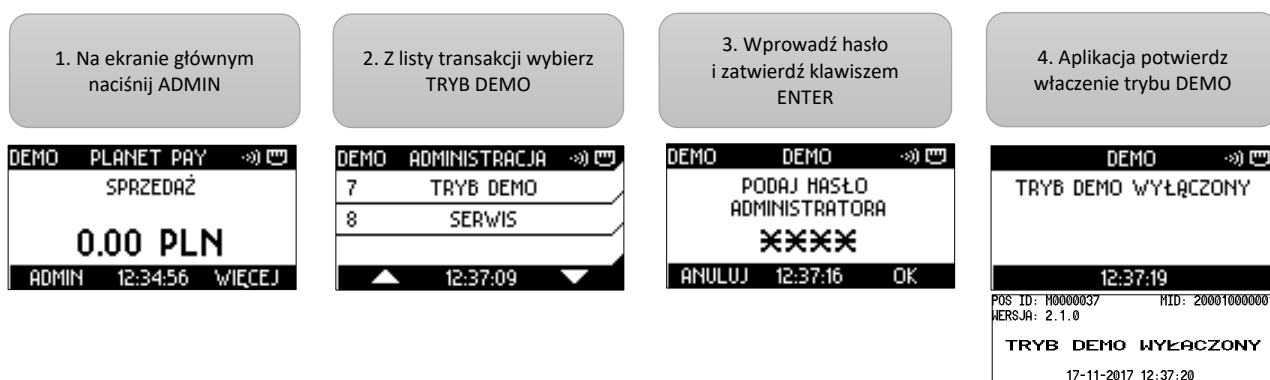 1. Na ekranie głównym
naciśnij ADMIN
2. Z listy transakcji wybierz
TRYB DEMO
3. Wprowadź hasło
i zatwierdź klawiszem
ENTER
4. Aplikacja potwierdz
właczenie trybu DEMO
DEMO PLANET PAY
SPRZEDAŻ
0.00 PLN
ADMIN 12:34:56 WIĘCEJ
DEMO ADMINISTRACJA
7 TRYB DEMO
8 SERWIS
12:37:09
DEMO DEMO
PODAJ HASŁO
ADMINISTRATORA
****
ANULUJ 12:37:16 OK
DEMO
TRYB DEMO WYŁĄCZONY
12:37:19
POS ID: M0000037 MID: 20001000000
WERSJA: 2.1.0
TRYB DEMO WYŁĄCZONY
17-11-2017 12:37:20